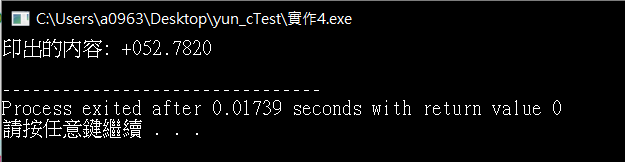 C:\Users\a0963\Desktop\yun_cTest\實作4.exe
印出的內容: +052.7820
--------------------------------
Process exited after 0.01739 seconds with return value 0
請按任意鍵繼續 . . .